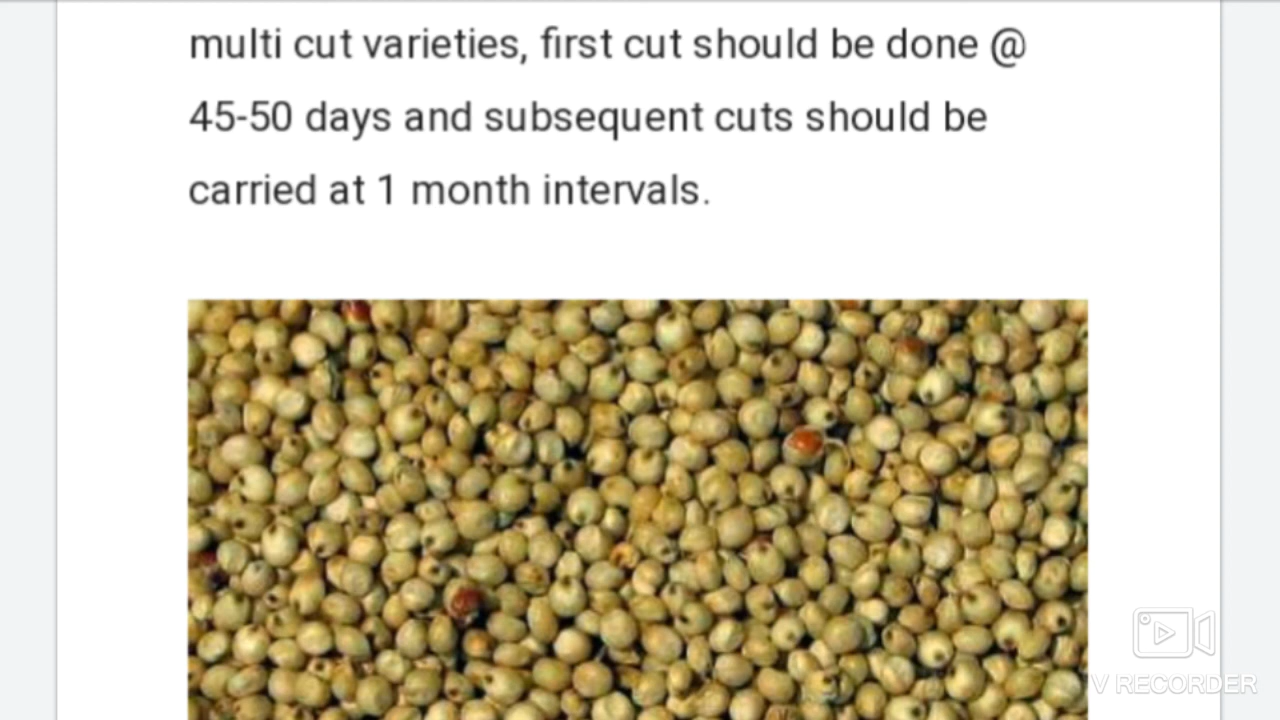 multi cut varieties, first cut should be done @
45-50 days and subsequent cuts should be
carried at 1 month intervals.
V RECORDER